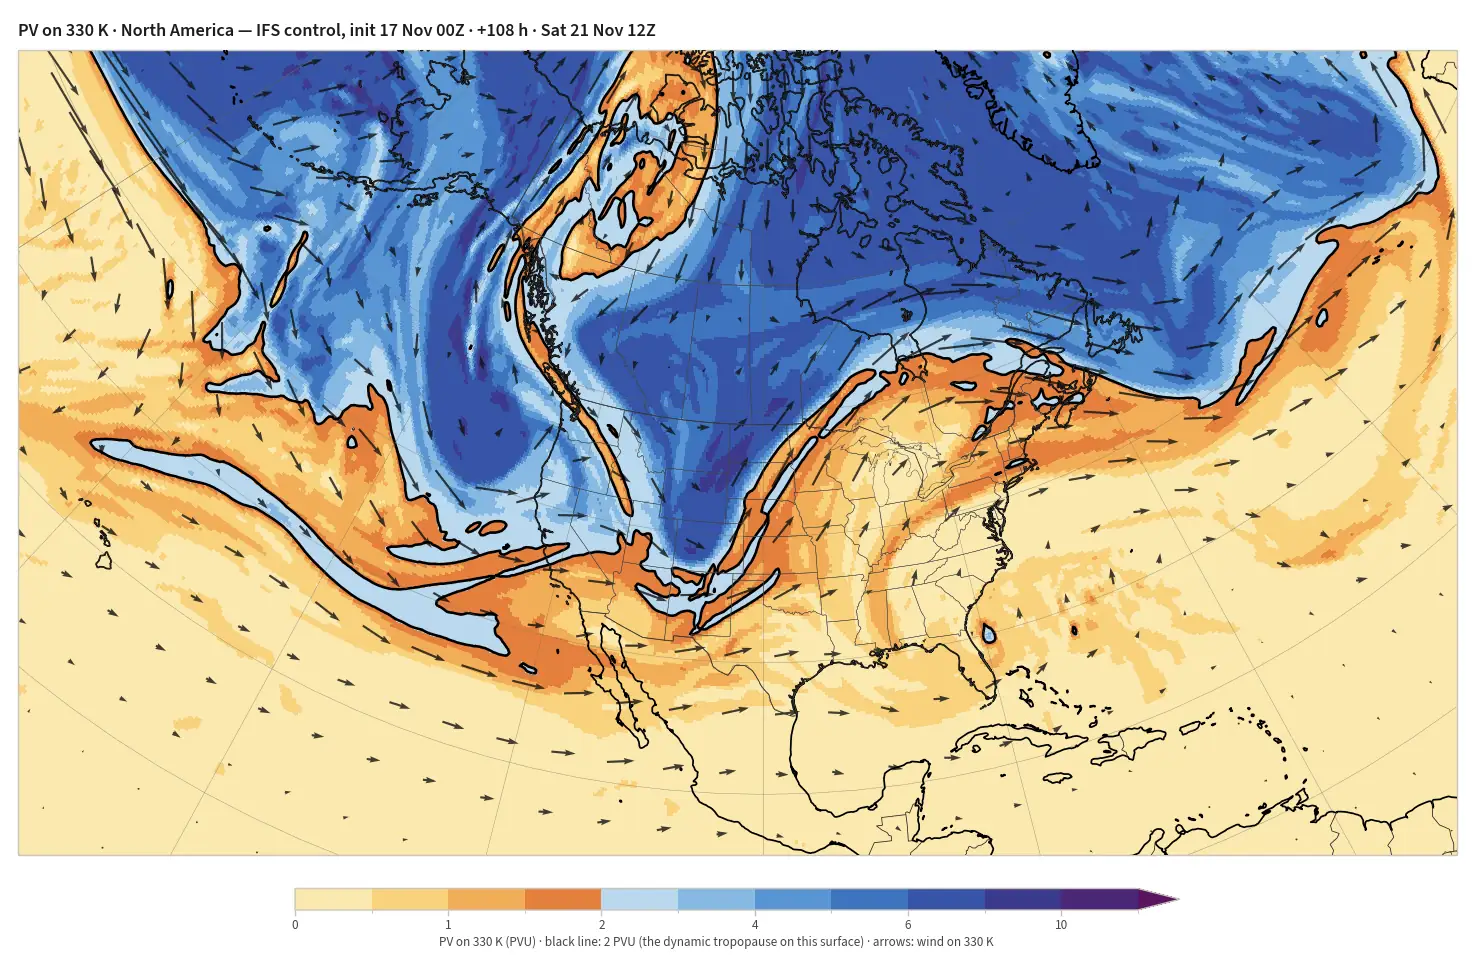 PV on 330 K · North America — IFS control, init 17 Nov 00Z · +108 h · Sat 21 Nov 12Z
0 1 2 4 6 10
PV on 330 K (PVU) · black line: 2 PVU (the dynamic tropopause on this surface) · arrows: wind on 330 K